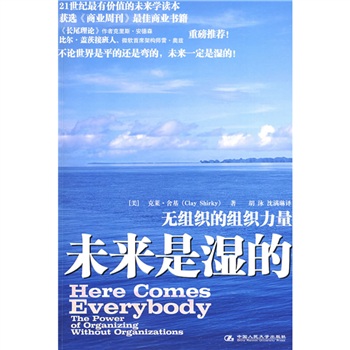 21世纪最有价值的未来学读本
获选《商业周刊》最佳商业书籍
《长尾理论》作者克里斯·安德森
比尔·盖茨接班人、微软首席架构师雷·奥兹
重磅推荐！
不论世界是平的还是弯的，未来一定是湿的！
[美] 克莱·舍基（Clay Shirky） 著 胡泳 沈满琳译
无组织的组织力量
未来是湿的
Here Comes
Everybody
The Power of
Organizing
Without Organizations
中国人民大学出版社